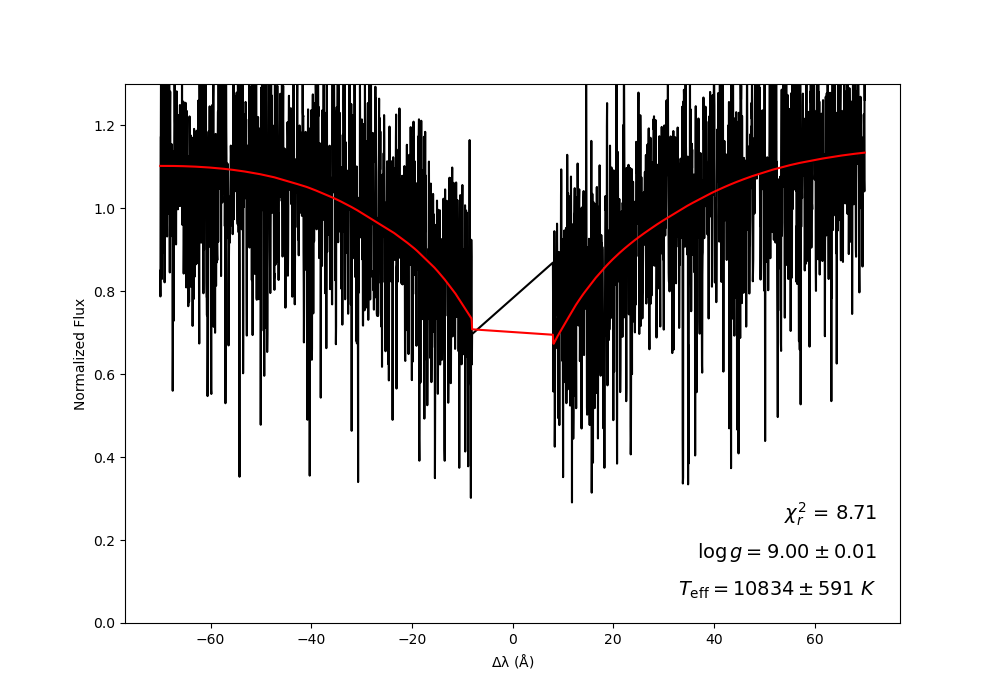 1.2
1.0
0.8
0.6
0.4
0.2
0.0
Normalized Flux
χ²ᵣ = 8.71
log g = 9.00 ± 0.01
T_eff = 10834 ± 591 K
−60 −40 −20 0 20 40 60
Δλ (Å)